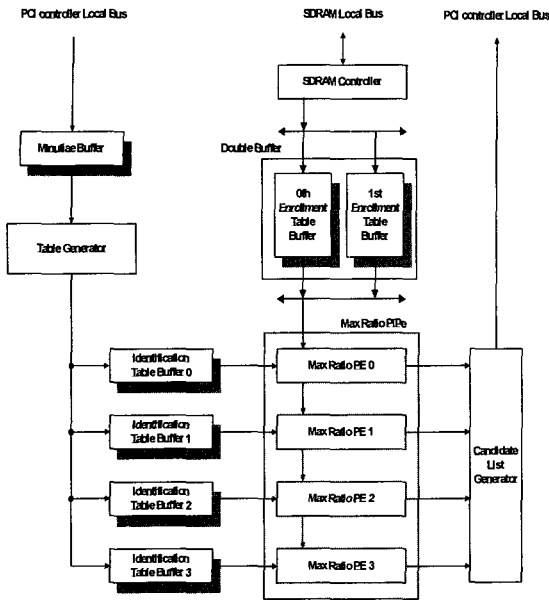 PCI controller Local Bus
SDRAM Local Bus
PCI controller Local Bus
SDRAM Controller
Minutiae Buffer
Double Buffer
0th
Enrollment
Table
Buffer
1st
Enrollment
Table
Buffer
Table Generator
Max Ratio PIPe
Identification
Table Buffer 0
Max Ratio PE 0
Identification
Table Buffer 1
Max Ratio PE 1
Candidate
List
Generator
Identification
Table Buffer 2
Max Ratio PE 2
Identification
Table Buffer 3
Max Ratio PE 3